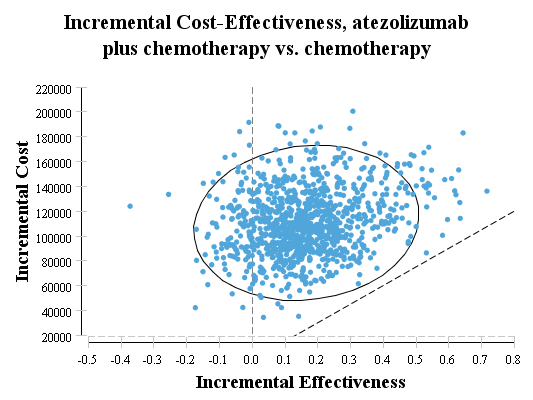 Incremental Cost-Effectiveness, atezolizumab
plus chemotherapy vs. chemotherapy
Incremental Cost
220000
200000
180000
160000
140000
120000
100000
80000
60000
40000
20000
-0.5 -0.4 -0.3 -0.2 -0.1 0.0 0.1 0.2 0.3 0.4 0.5 0.6 0.7 0.8
Incremental Effectiveness